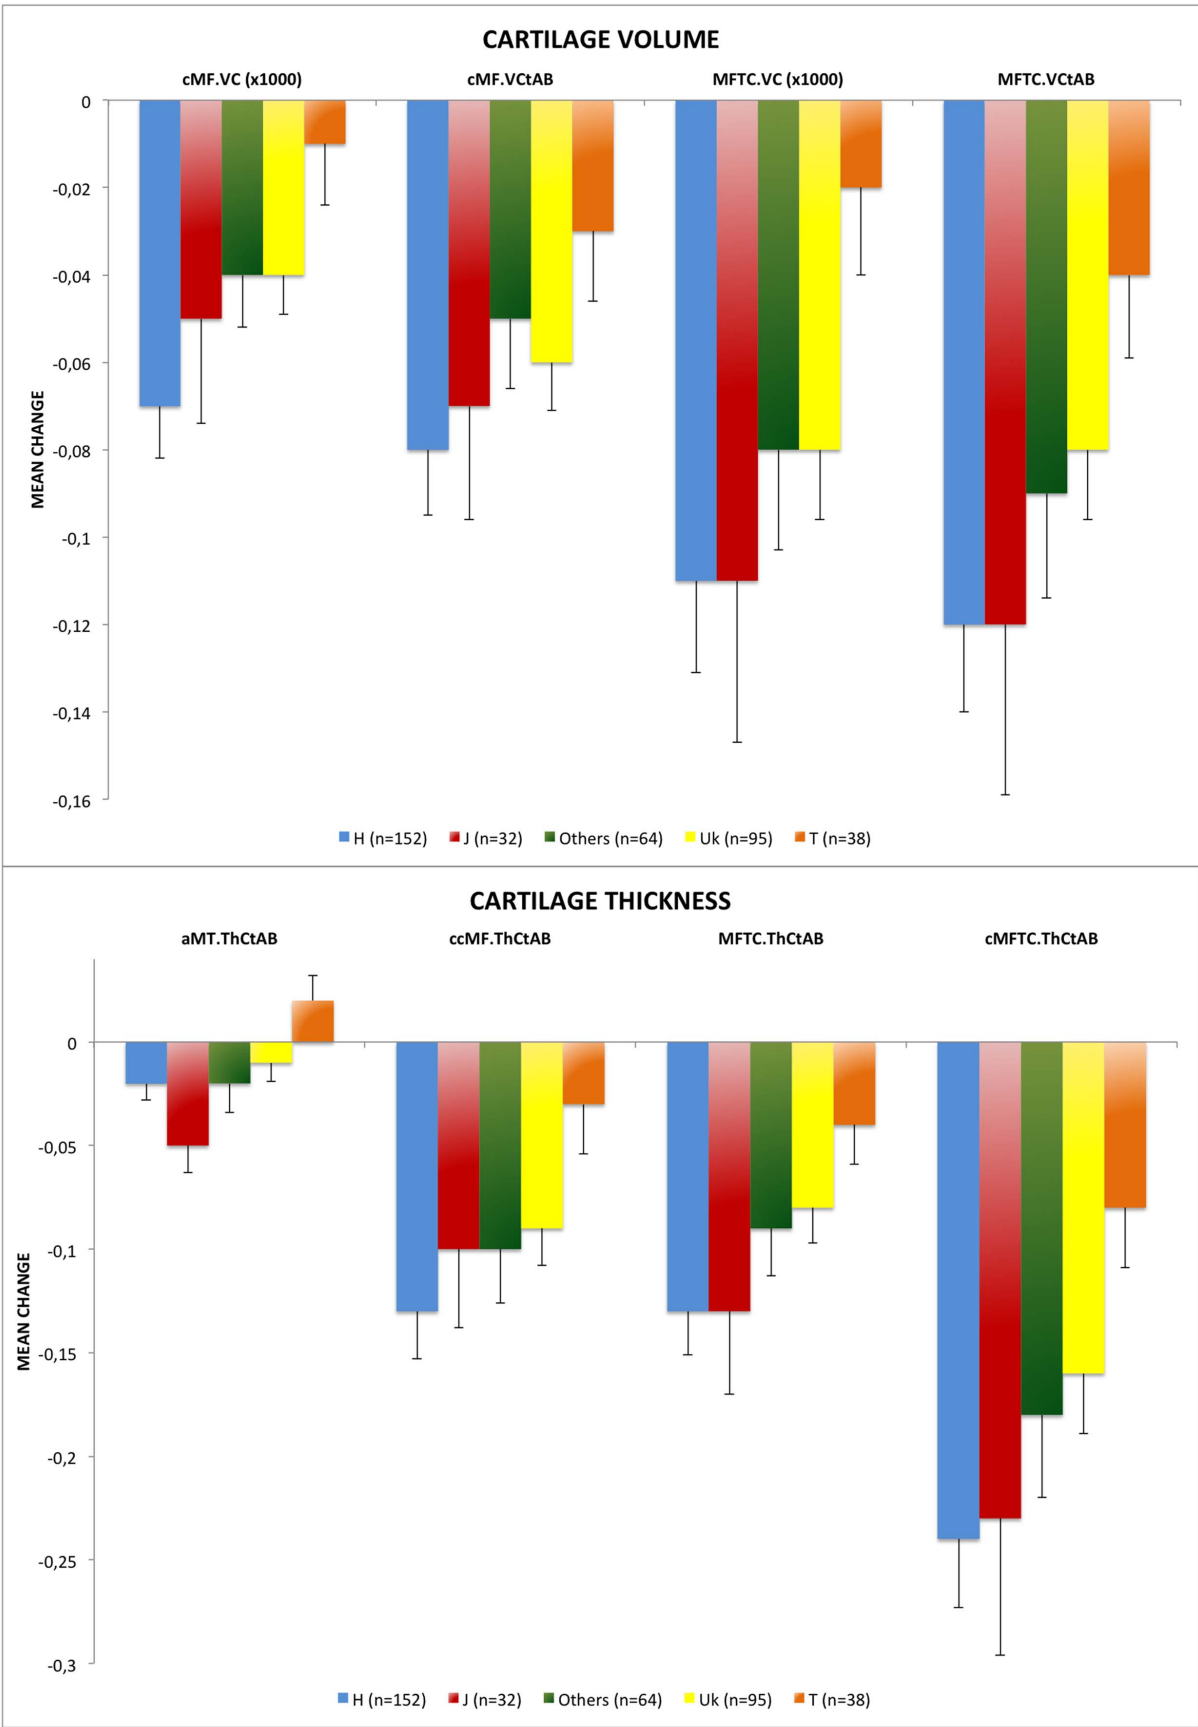 CARTILAGE VOLUME
cMF.VC (x1000) cMF.VCtAB MFTC.VC (x1000) MFTC.VCtAB
0
-0,02
-0,04
-0,06
-0,08
-0,1
-0,12
-0,14
-0,16
MEAN CHANGE
H (n=152) J (n=32) Others (n=64) Uk (n=95) T (n=38)
CARTILAGE THICKNESS
aMT.ThCtAB ccMF.ThCtAB MFTC.ThCtAB cMFTC.ThCtAB
0
-0,05
-0,1
-0,15
-0,2
-0,25
-0,3
MEAN CHANGE
H (n=152) J (n=32) Others (n=64) Uk (n=95) T (n=38)